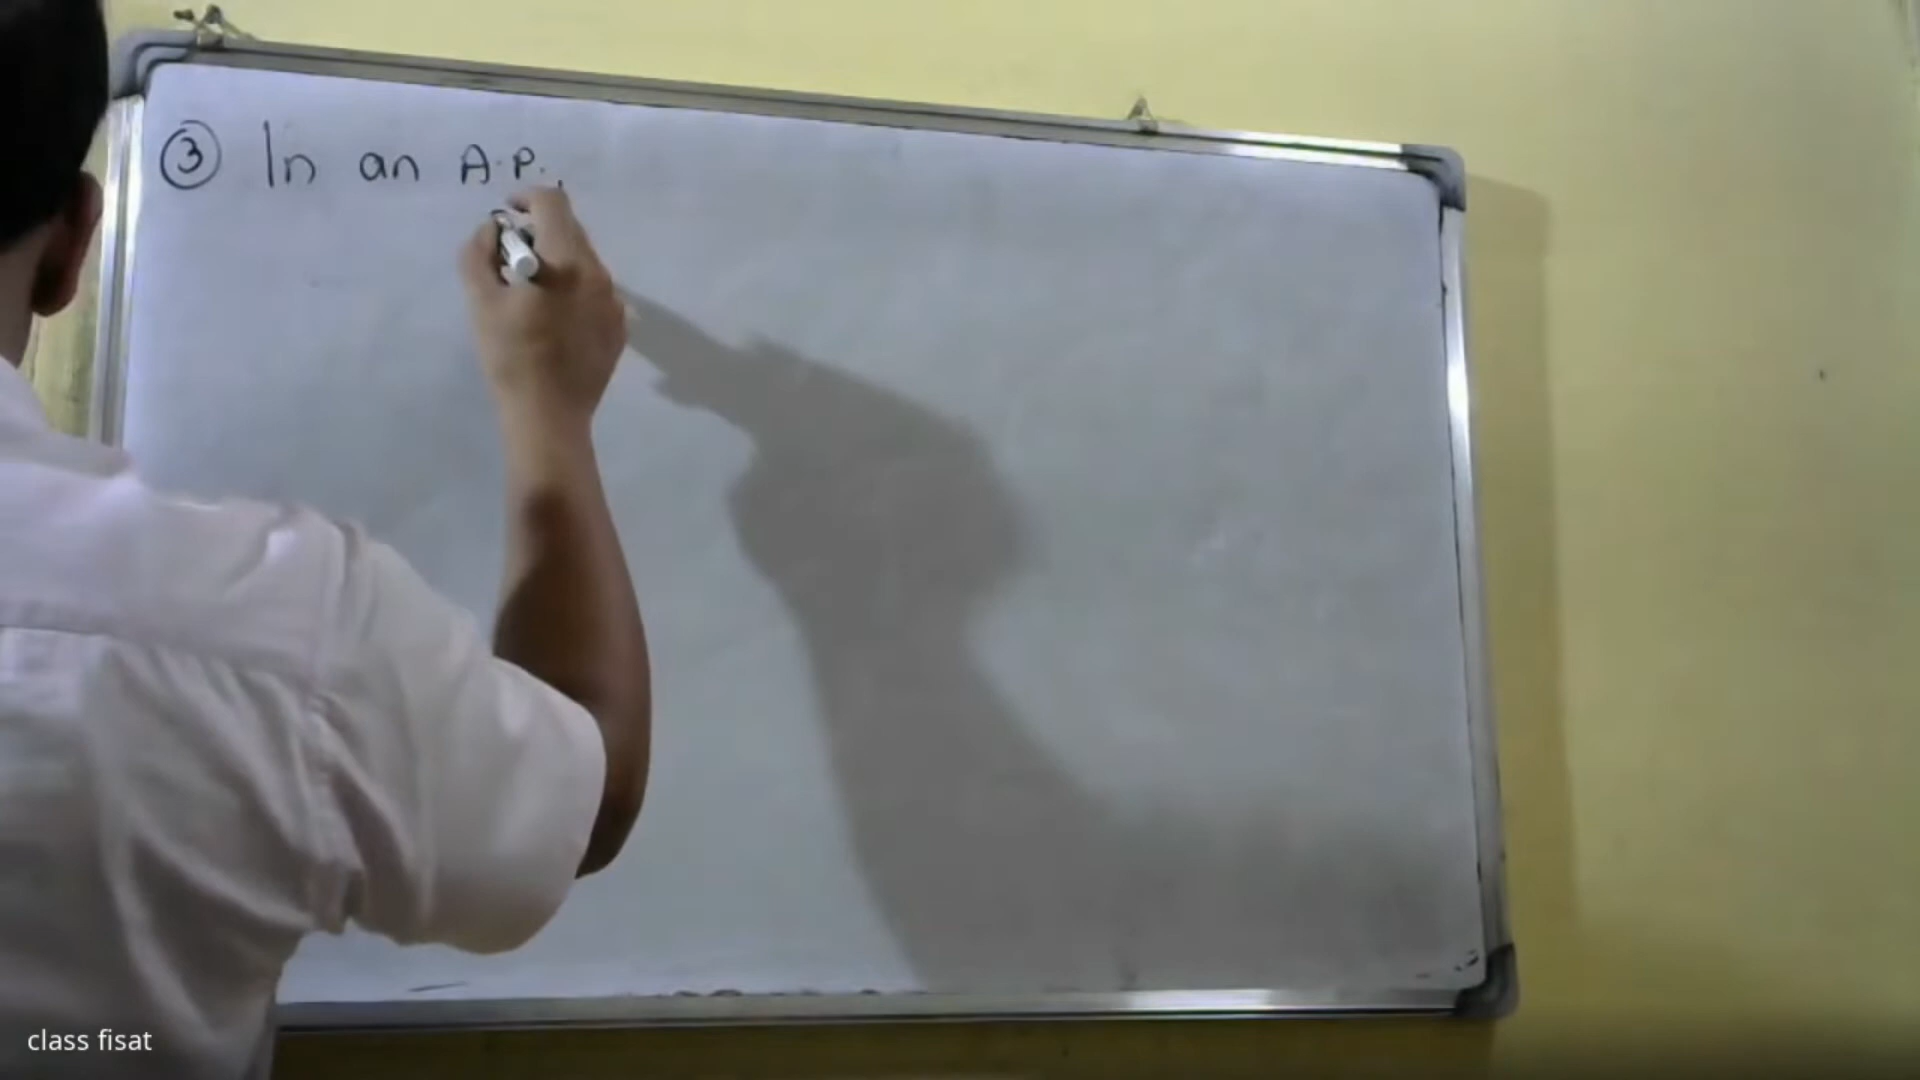 ③ In an A.P.,
class fisat